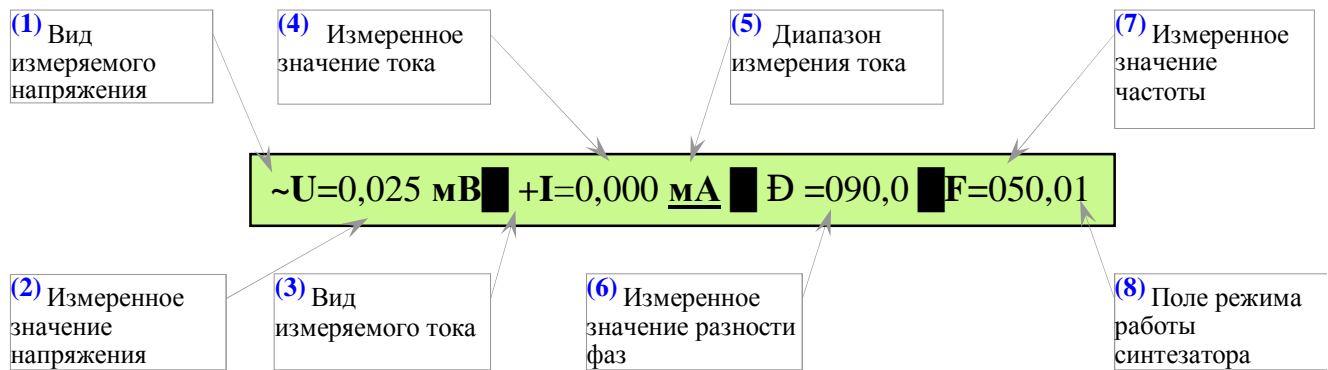 (1) Вид
измеряемого
напряжения
(4) Измеренное
значение тока
(5) Диапазон
измерения тока
(7) Измеренное
значение
частоты
~U=0,025 мВ█ +I=0,000 мА █ Đ =090,0 █F=050,01
(2) Измеренное
значение
напряжения
(3) Вид
измеряемого тока
(6) Измеренное
значение разности
фаз
(8) Поле режима
работы
синтезатора